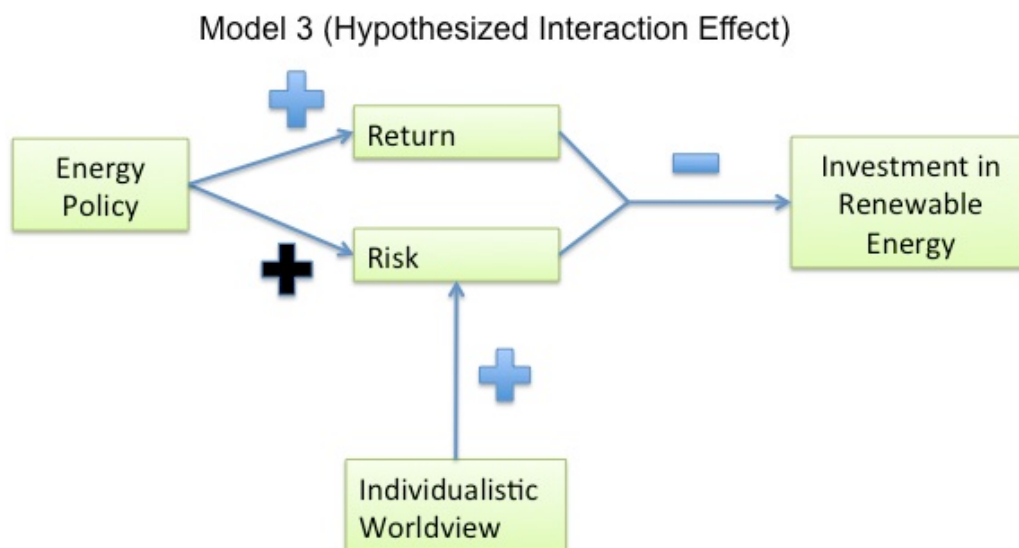 Model 3 (Hypothesized Interaction Effect)
Energy
Policy
Return
Risk
Investment in
Renewable
Energy
Individualistic
Worldview